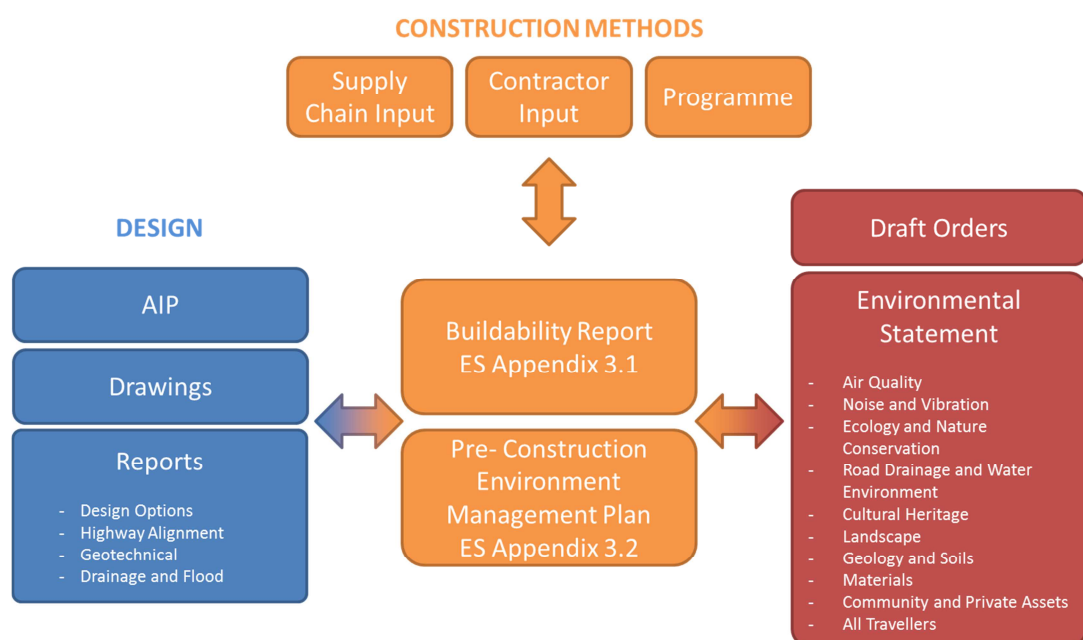 CONSTRUCTION METHODS
Supply
Chain Input
Contractor
Input
Programme
DESIGN
AIP
Drawings
Reports
- Design Options
- Highway Alignment
- Geotechnical
- Drainage and Flood
Buildability Report
ES Appendix 3.1
Pre- Construction
Environment
Management Plan
ES Appendix 3.2
Draft Orders
Environmental
Statement
- Air Quality
- Noise and Vibration
- Ecology and Nature
Conservation
- Road Drainage and Water
Environment
- Cultural Heritage
- Landscape
- Geology and Soils
- Materials
- Community and Private Assets
- All Travellers